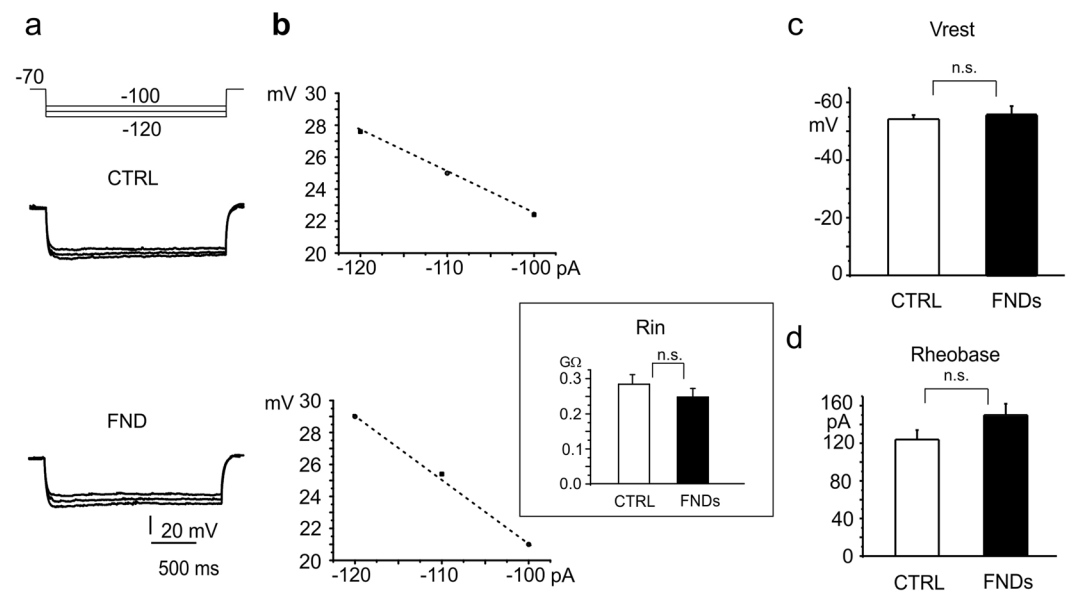 a
-70
-100
-120
CTRL
FND
20 mV
500 ms
b
mV
30
28
26
24
22
20
-120
-110
-100 pA
mV
30
28
26
24
22
20
-120
-110
-100 pA
Rin
n.s.
GΩ
0.3
0.2
0.1
0.0
CTRL
FNDs
c
Vrest
n.s.
-60
mV
-40
-20
0
CTRL
FNDs
d
Rheobase
n.s.
160
pA
120
80
40
0
CTRL
FNDs